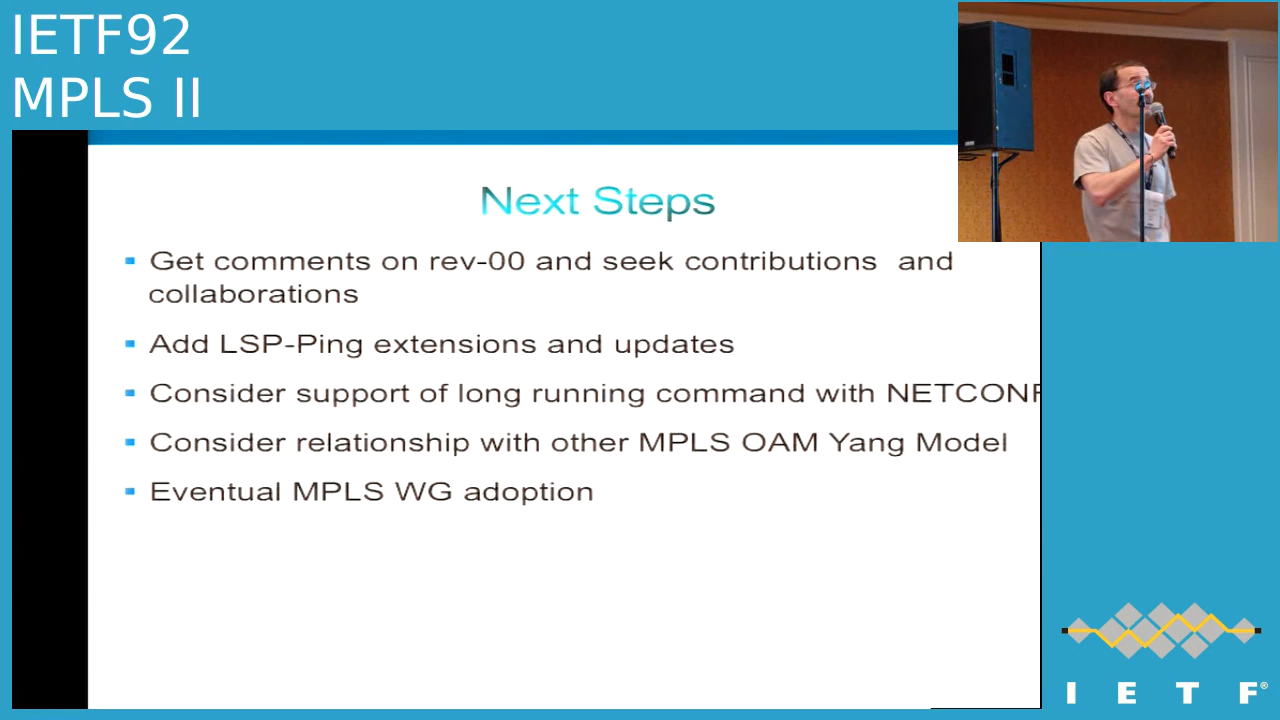 IETF92
MPLS II
Next Steps
Get comments on rev-00 and seek contributions and
collaborations
Add LSP-Ping extensions and updates
Consider support of long running command with NETCONF
Consider relationship with other MPLS OAM Yang Model
Eventual MPLS WG adoption
I E T F®